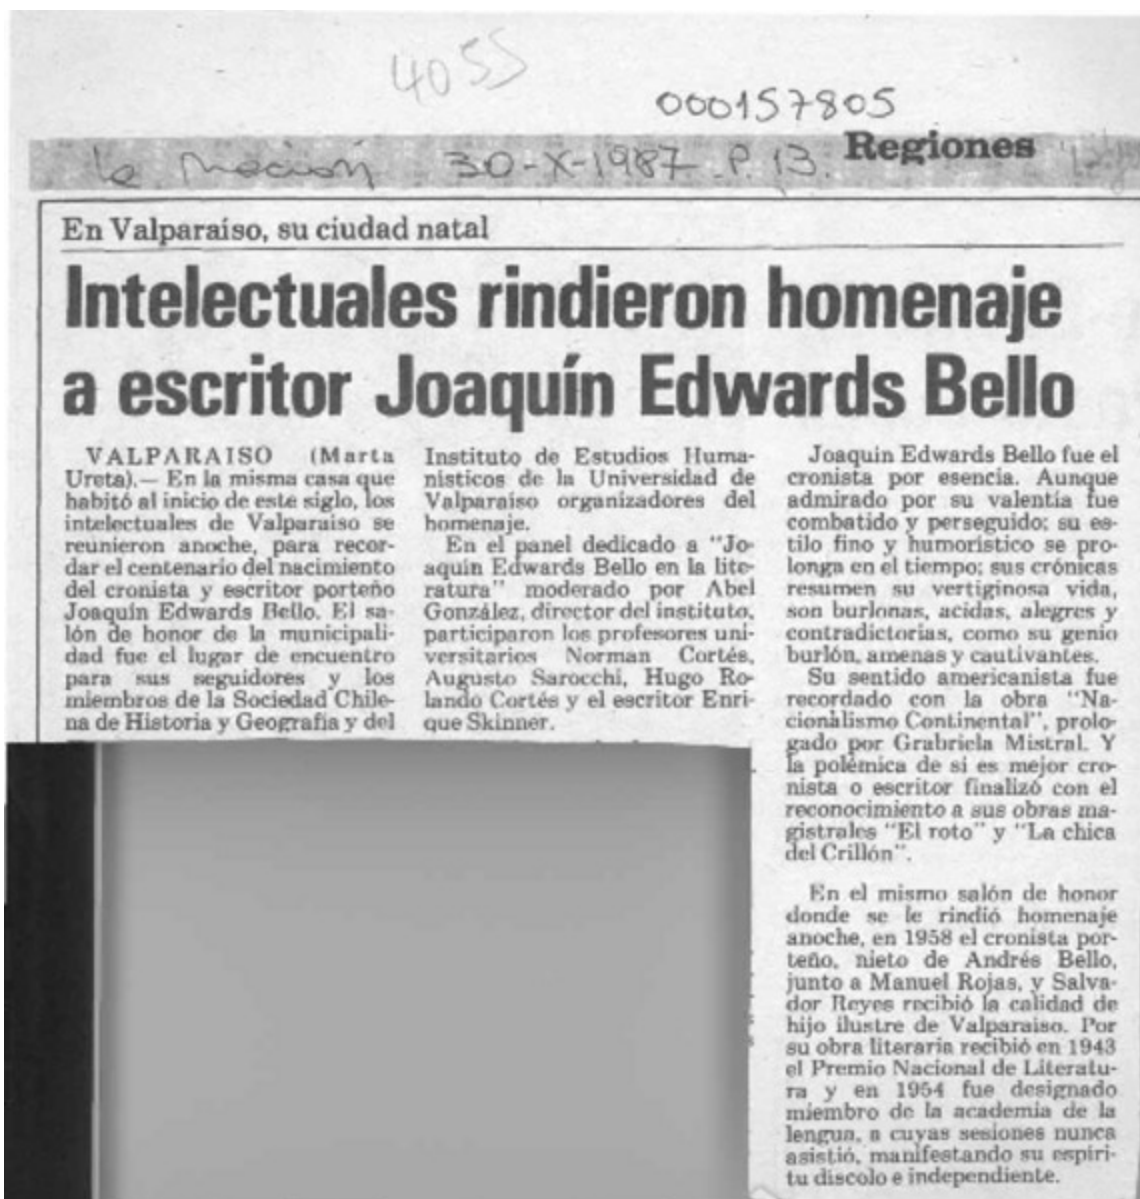 4055
000157805
Regiones
La Nación 30-X-1987 P. 13.
En Valparaíso, su ciudad natal
Intelectuales rindieron homenaje
a escritor Joaquín Edwards Bello
VALPARAISO (Marta
Ureta).— En la misma casa que
habitó al inicio de este siglo, los
intelectuales de Valparaíso se
reunieron anoche, para recor-
dar el centenario del nacimiento
del cronista y escritor porteño
Joaquín Edwards Bello. El sa-
lón de honor de la municipali-
dad fue el lugar de encuentro
para sus seguidores y los
miembros de la Sociedad Chile-
na de Historia y Geografía y del
Instituto de Estudios Huma-
nísticos de la Universidad de
Valparaíso organizadores del
homenaje.
En el panel dedicado a "Jo-
aquín Edwards Bello en la lite-
ratura" moderado por Abel
González, director del instituto,
participaron los profesores uni-
versitarios Norman Cortés,
Augusto Sarocchi, Hugo Ro-
lando Cortés y el escritor Enri-
que Skinner.
Joaquín Edwards Bello fue el
cronista por esencia. Aunque
admirado por su valentía fue
combatido y perseguido; su es-
tilo fino y humorístico se pro-
longa en el tiempo; sus crónicas
resumen su vertiginosa vida,
son burlonas, acidas, alegres y
contradictorias, como su genio
burlón, amenas y cautivantes.
Su sentido americanista fue
recordado con la obra "Na-
cionalismo Continental", prolo-
gado por Grabriela Mistral. Y
la polémica de si es mejor cro-
nista o escritor finalizó con el
reconocimiento a sus obras ma-
gistrales "El roto" y "La chica
del Crillón".
En el mismo salón de honor
donde se le rindió homenaje
anoche, en 1958 el cronista por-
teño, nieto de Andrés Bello,
junto a Manuel Rojas, y Salva-
dor Reyes recibió la calidad de
hijo ilustre de Valparaíso. Por
su obra literaria recibió en 1943
el Premio Nacional de Literatu-
ra y en 1954 fue designado
miembro de la academia de la
lengua, a cuyas sesiones nunca
asistió, manifestando su espíri-
tu díscolo e independiente.